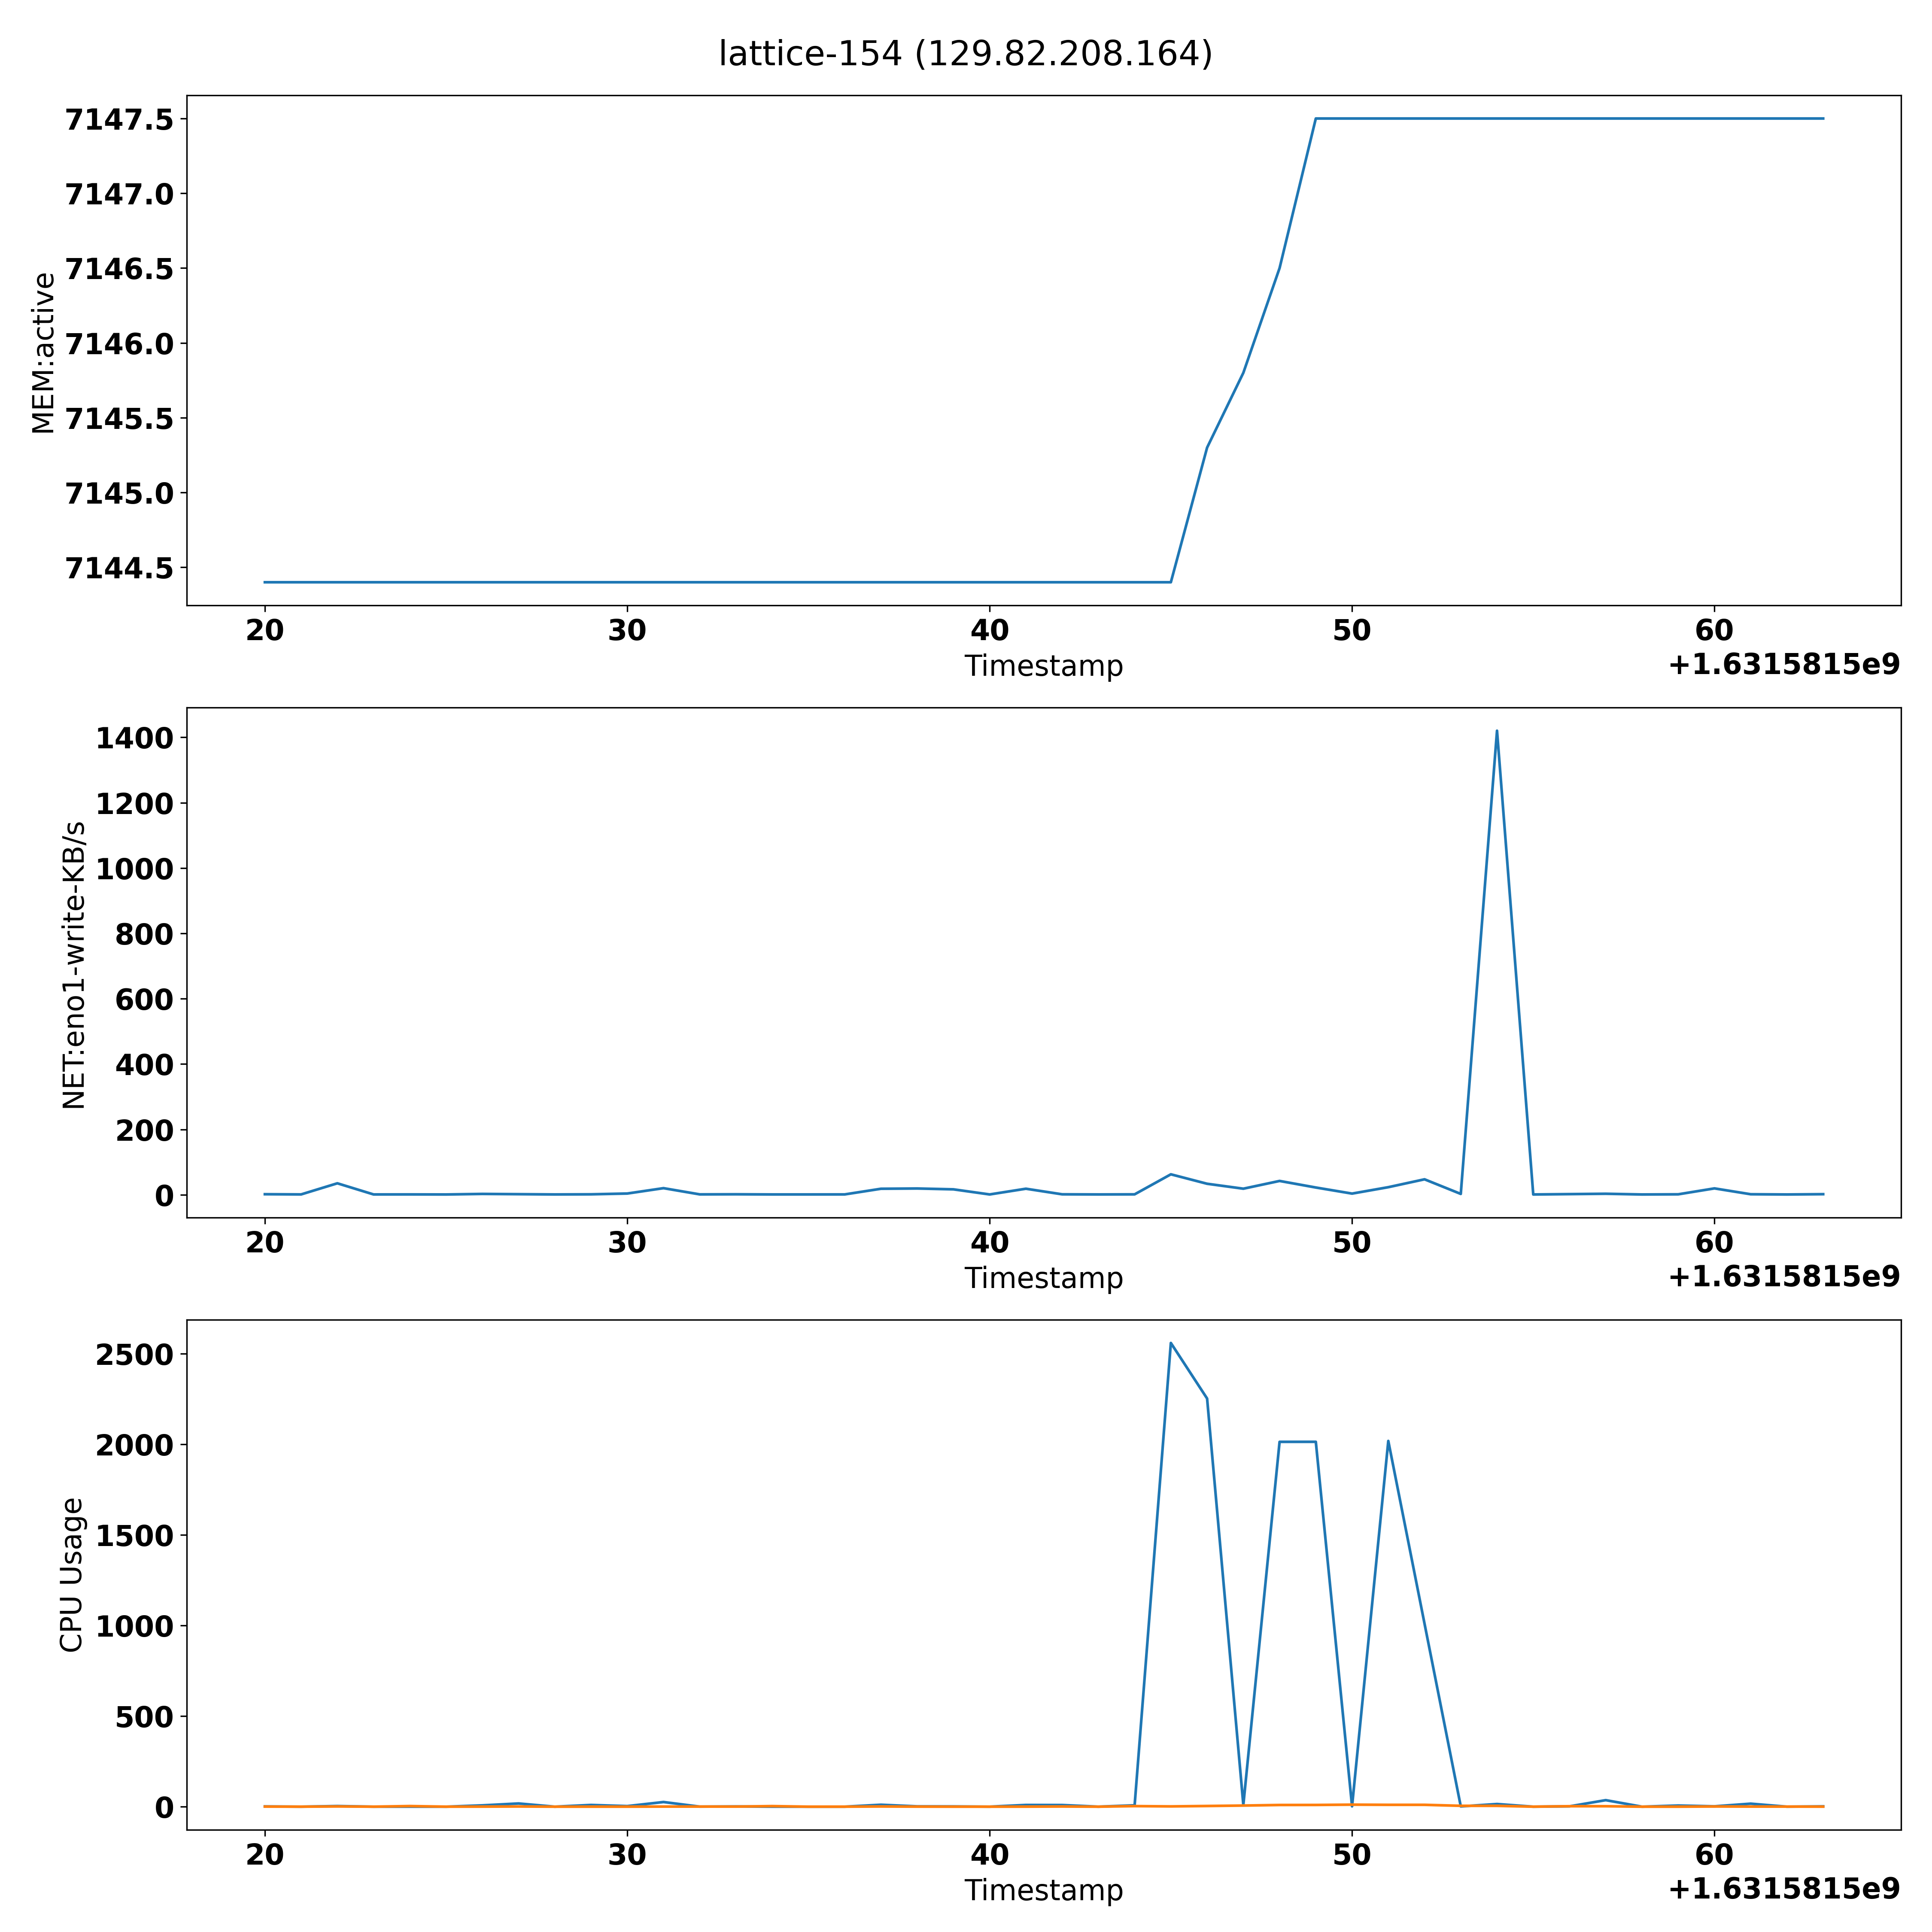 lattice-154 (129.82.208.164)
MEM:active
7147.5
7147.0
7146.5
7146.0
7145.5
7145.0
7144.5
20 30 40 50 60
Timestamp
+1.6315815e9
NET:eno1-write-KB/s
1400
1200
1000
800
600
400
200
0
20 30 40 50 60
Timestamp
+1.6315815e9
CPU Usage
2500
2000
1500
1000
500
0
20 30 40 50 60
Timestamp
+1.6315815e9